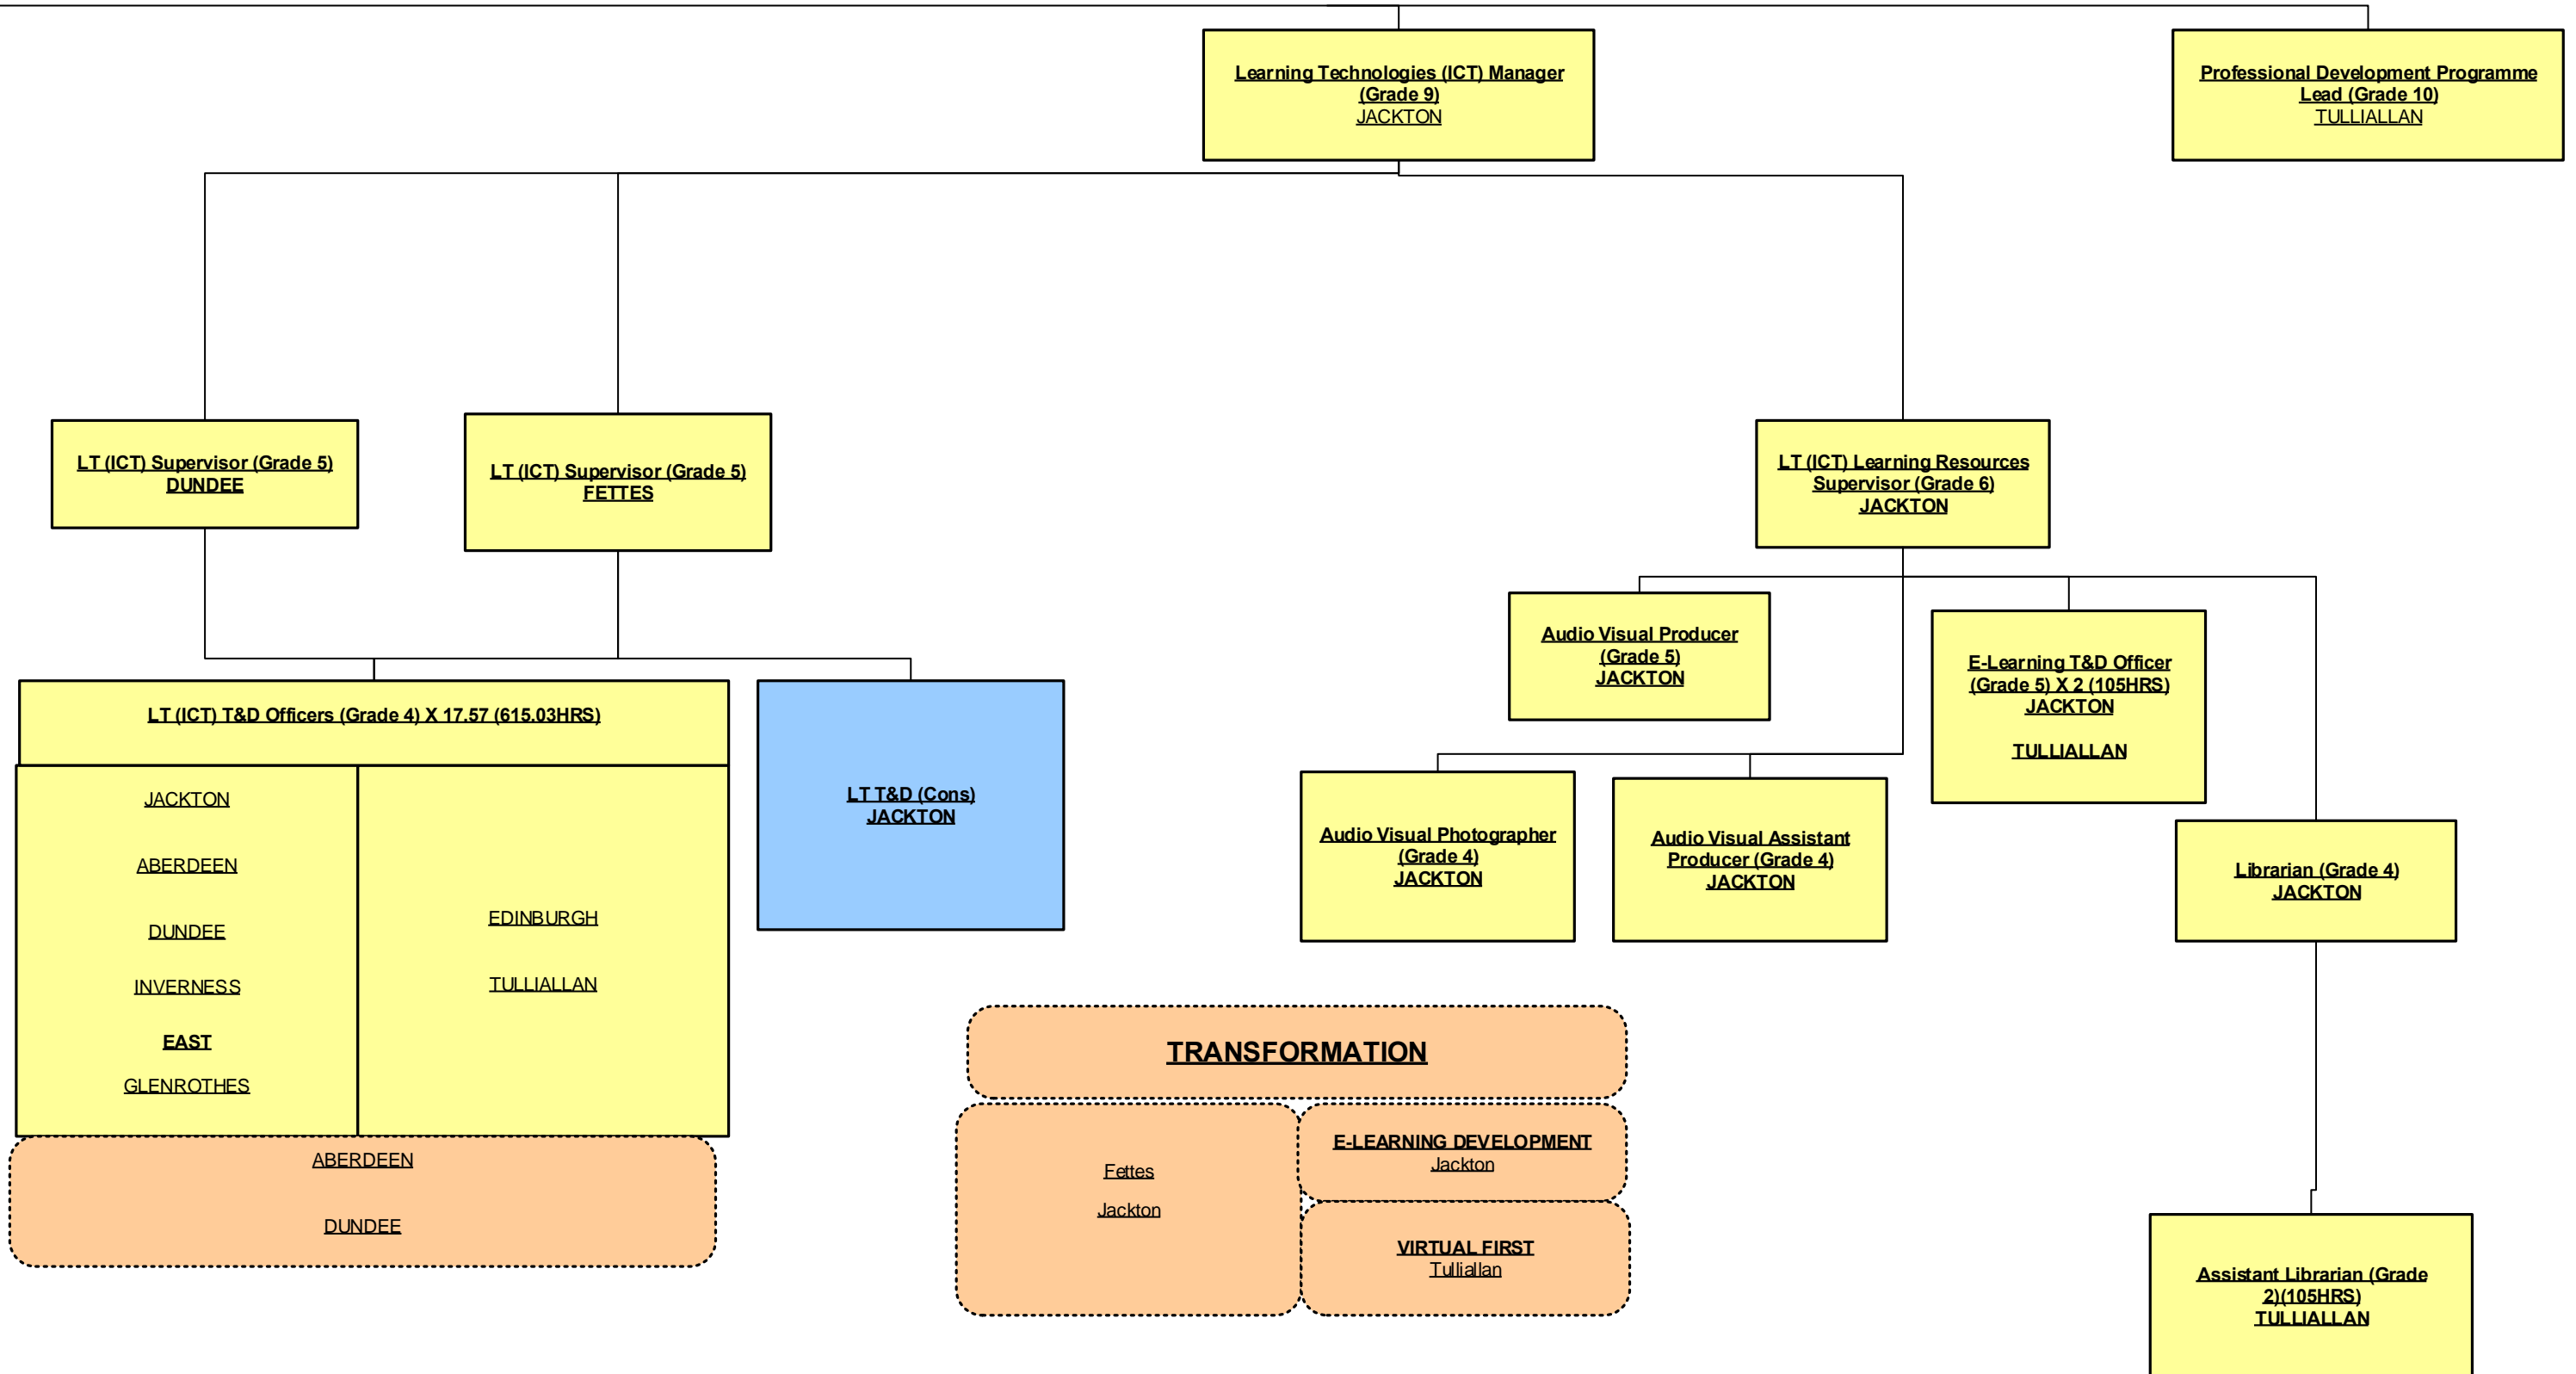 Learning Technologies (ICT) Manager
(Grade 9)
JACKTON
Professional Development Programme
Lead (Grade 10)
TULLIALLAN
LT (ICT) Supervisor (Grade 5)
DUNDEE
LT (ICT) Supervisor (Grade 5)
FETTES
LT (ICT) Learning Resources
Supervisor (Grade 6)
JACKTON
Audio Visual Producer
(Grade 5)
JACKTON
E-Learning T&D Officer
(Grade 5) X 2 (105HRS)
JACKTON
TULLIALLAN
LT (ICT) T&D Officers (Grade 4) X 17.57 (615.03HRS)
JACKTON
ABERDEEN
DUNDEE
INVERNESS
EAST
GLENROTHES
EDINBURGH
TULLIALLAN
ABERDEEN
DUNDEE
LT T&D (Cons)
JACKTON
Audio Visual Photographer
(Grade 4)
JACKTON
Audio Visual Assistant
Producer (Grade 4)
JACKTON
Librarian (Grade 4)
JACKTON
TRANSFORMATION
Fettes
Jackton
E-LEARNING DEVELOPMENT
Jackton
VIRTUAL FIRST
Tulliallan
Assistant Librarian (Grade
2)(105HRS)
TULLIALLAN